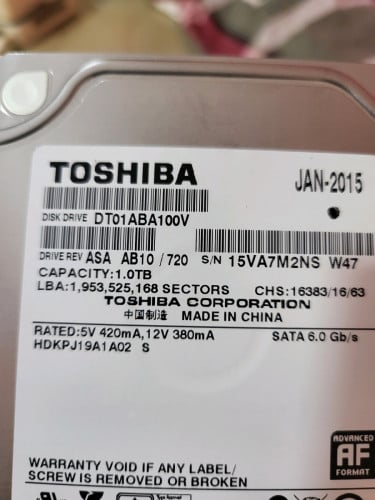 TOSHIBA
JAN-2015
DISK DRIVE DT01ABA100V
DRIVE REV ASA AB10 / 720 S/N 15VA7M2NS W47
CAPACITY:1.0TB
LBA:1,953,525,168 SECTORS CHS:16383/16/63
TOSHIBA CORPORATION
中国制造 MADE IN CHINA
RATED:5V 420mA,12V 380mA SATA 6.0 Gb/s
HDKPJ19A1A02 S
ADVANCED
AF
FORMAT
WARRANTY VOID IF ANY LABEL/
SCREW IS REMOVED OR BROKEN